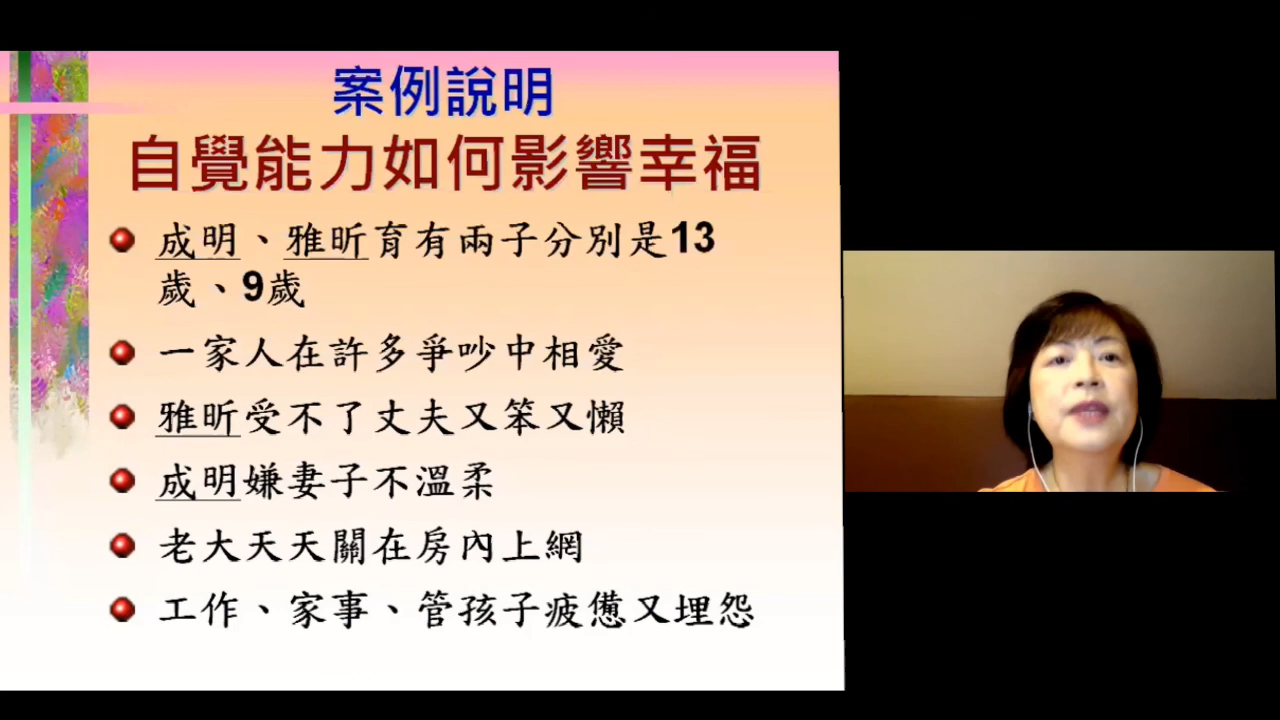 案例說明
自覺能力如何影響幸福
成明、雅昕育有兩子分別是13
歲、9歲
一家人在許多爭吵中相愛
雅昕受不了丈夫又笨又懶
成明嫌妻子不溫柔
老大天天關在房內上網
工作、家事、管孩子疲憊又埋怨